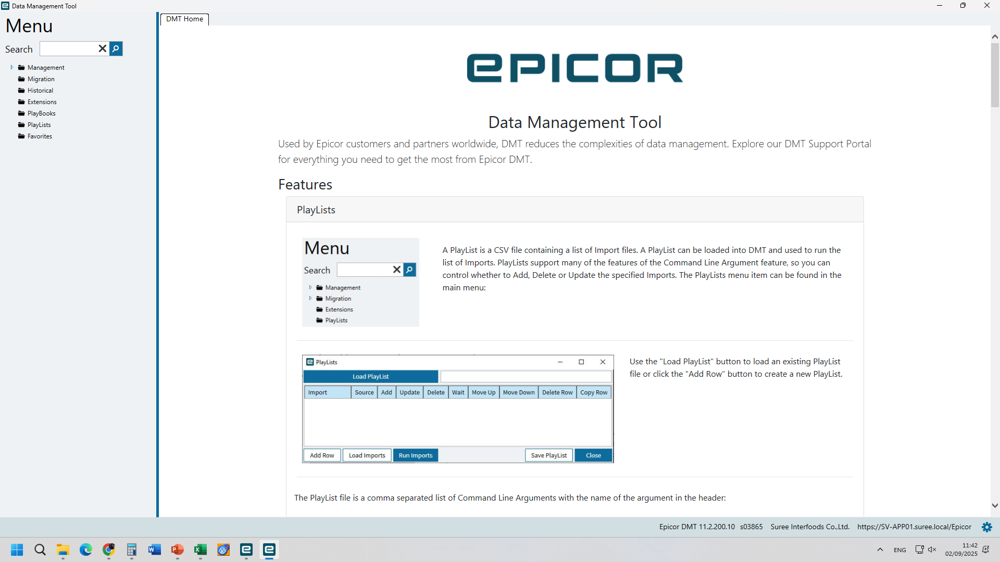 Data Management Tool
Menu
Search
Management
Migration
Historical
Extensions
PlayBooks
PlayLists
Favorites
DMT Home
EPICOR
Data Management Tool
Used by Epicor customers and partners worldwide, DMT reduces the complexities of data management. Explore our DMT Support Portal
for everything you need to get the most from Epicor DMT.
Features
PlayLists
Menu
Search
Management
Migration
Extensions
PlayLists
A PlayList is a CSV file containing a list of Import files. A PlayList can be loaded into DMT and used to run the
list of Imports. PlayLists support many of the features of the Command Line Argument feature, so you can
control whether to Add, Delete or Update the specified Imports. The PlayLists menu item can be found in the
main menu:
PlayLists
Load PlayList
Import Source Add Update Delete Wait Move Up Move Down Delete Row Copy Row
Add Row Load Imports Run Imports Save PlayList Close
Use the "Load PlayList" button to load an existing PlayList
file or click the "Add Row" button to create a new PlayList.
The PlayList file is a comma separated list of Command Line Arguments with the name of the argument in the header:
Epicor DMT 11.2.200.10 s03865 Suree Interfoods Co.,Ltd. https://SV-APP01.suree.local/Epicor
ENG
11:42
02/09/2025